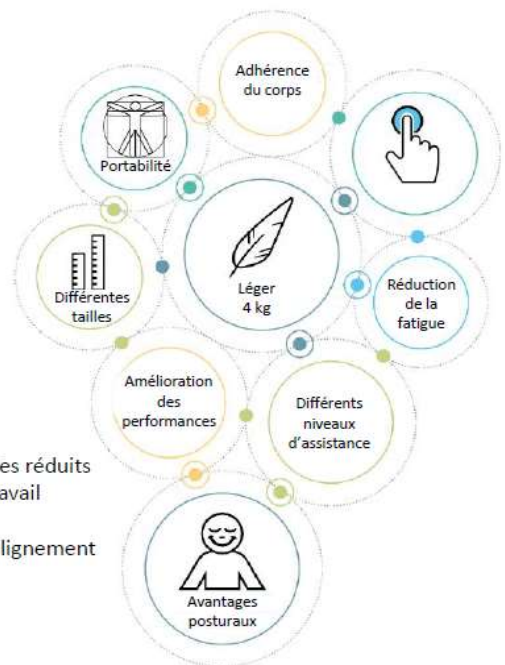 Adhérence
du corps
Portabilité
Léger
4 kg
Différentes
tailles
Réduction
de la
fatigue
Amélioration
des
performances
Différents
niveaux
d'assistance
es réduits
avail
lignement
Avantages
posturaux